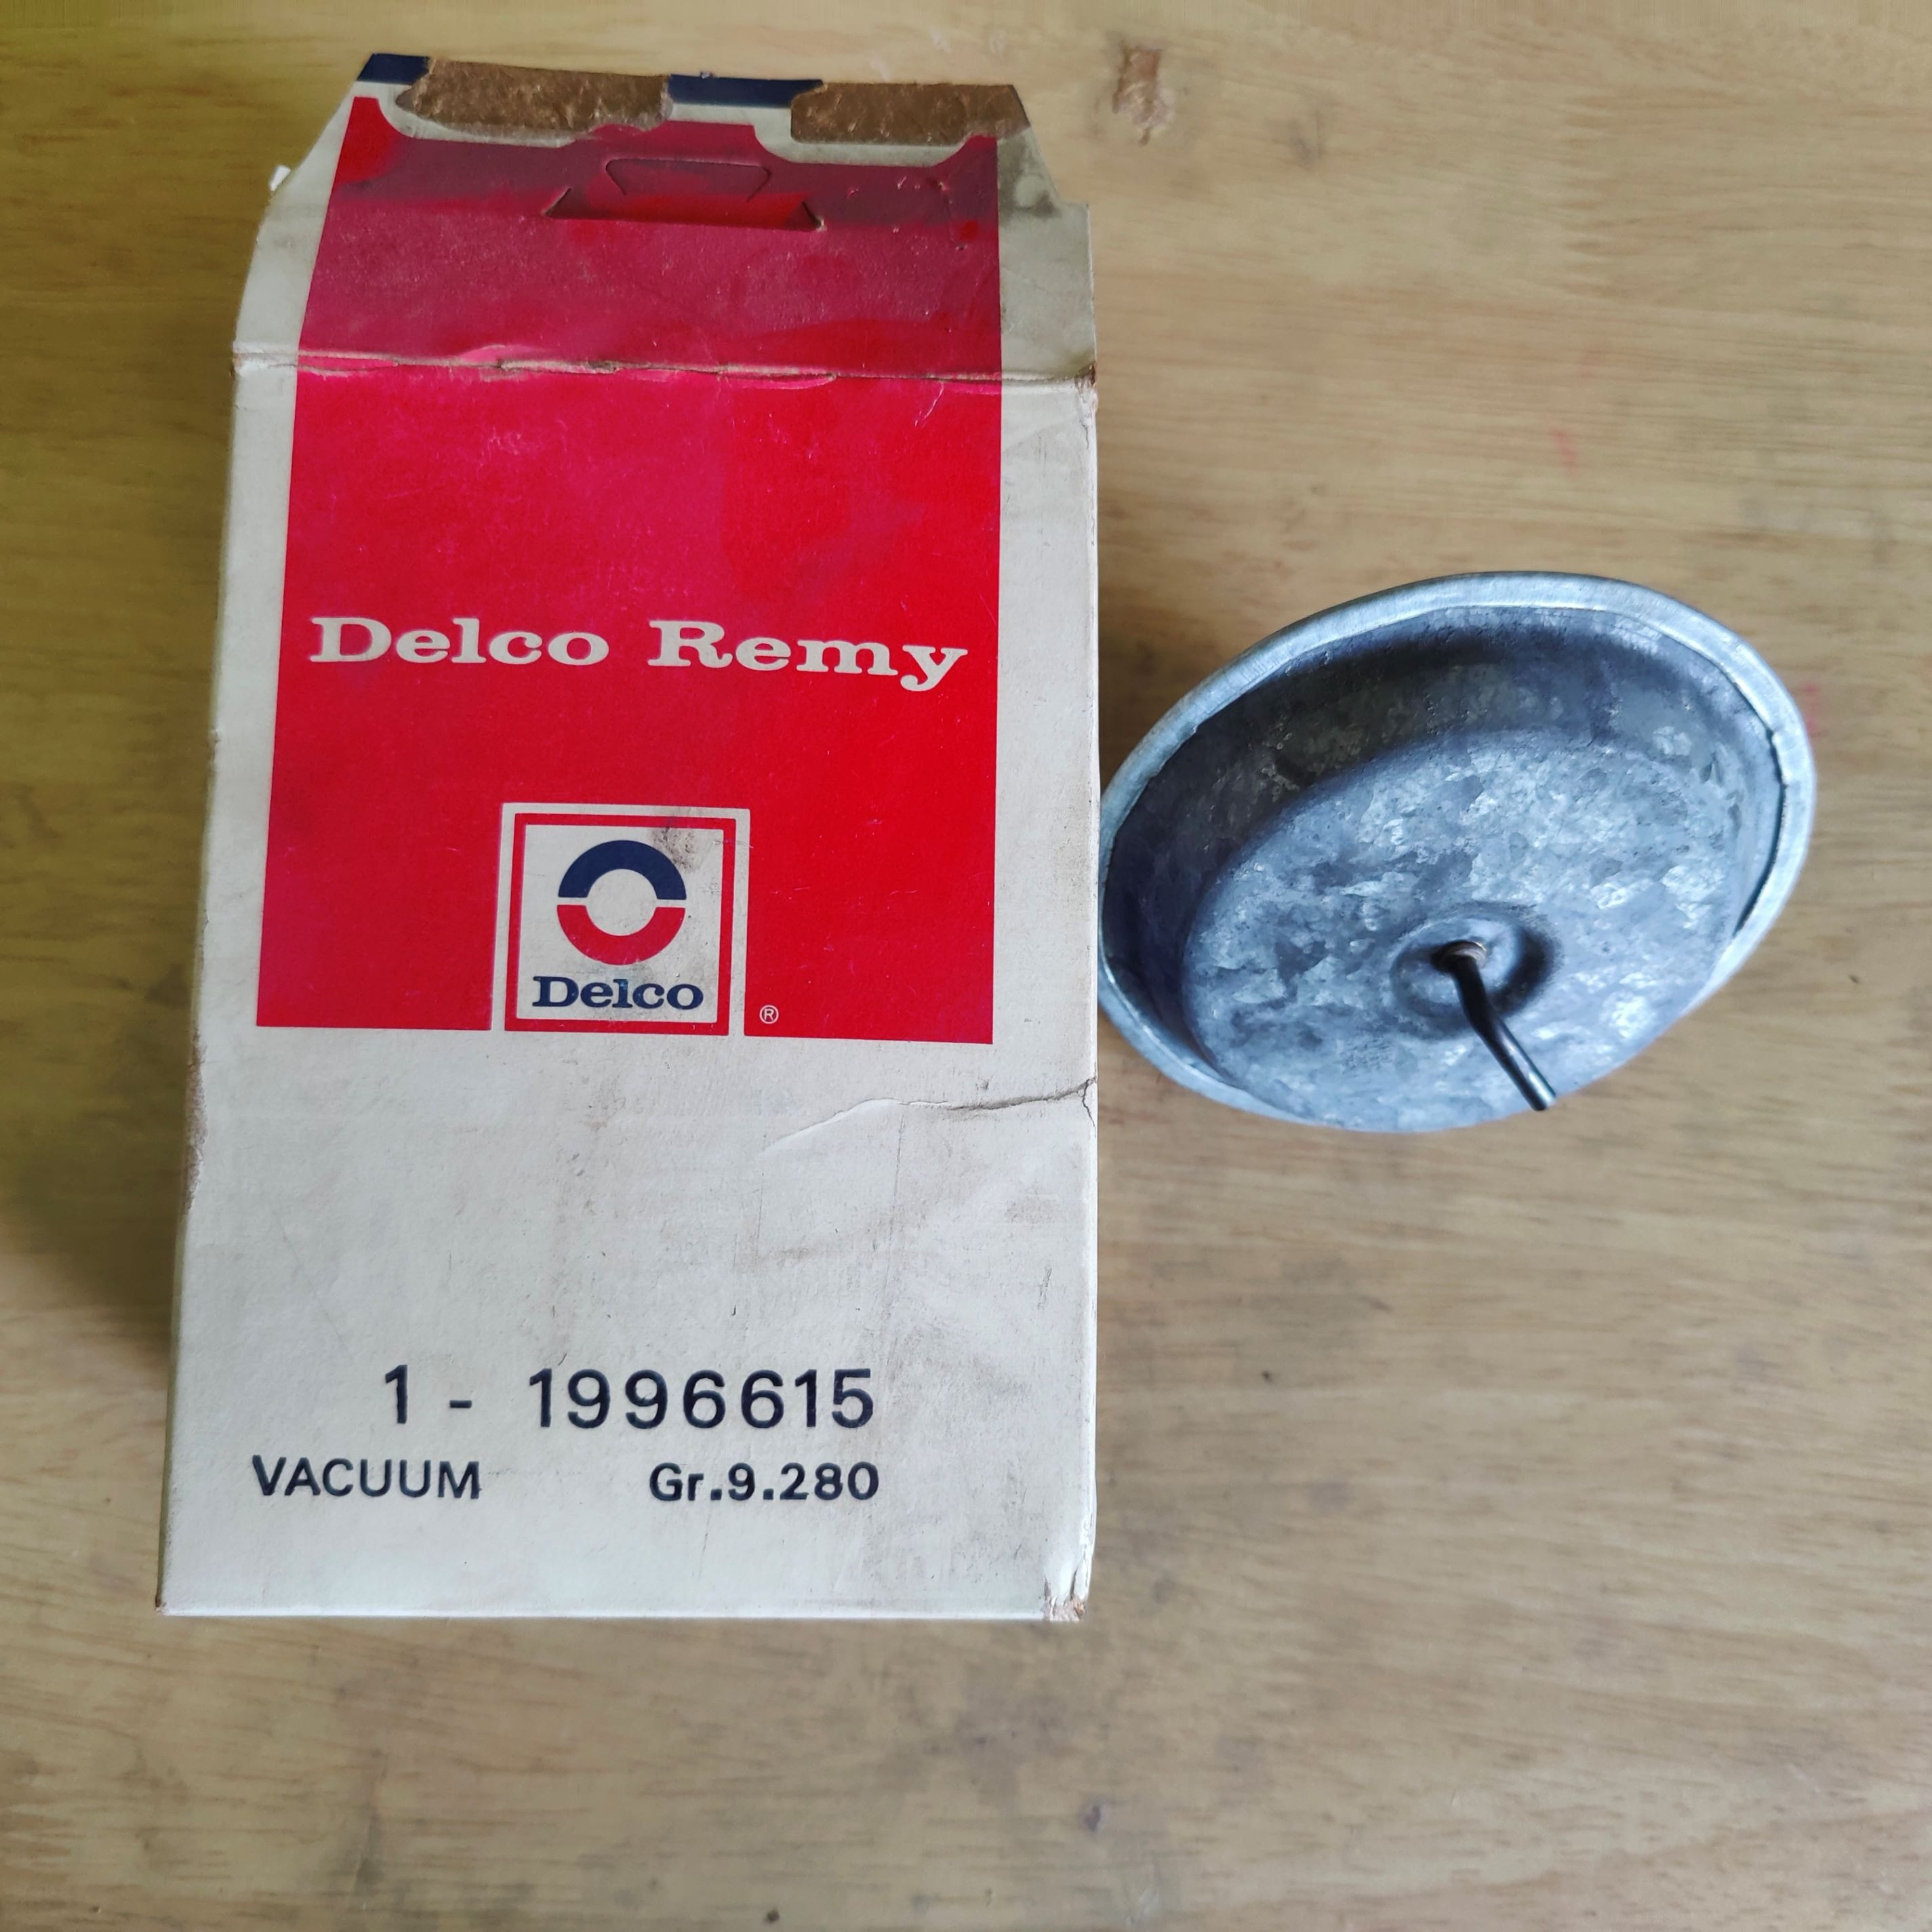 Delco Remy
Delco ®
1 - 1996615
VACUUM Gr.9.280